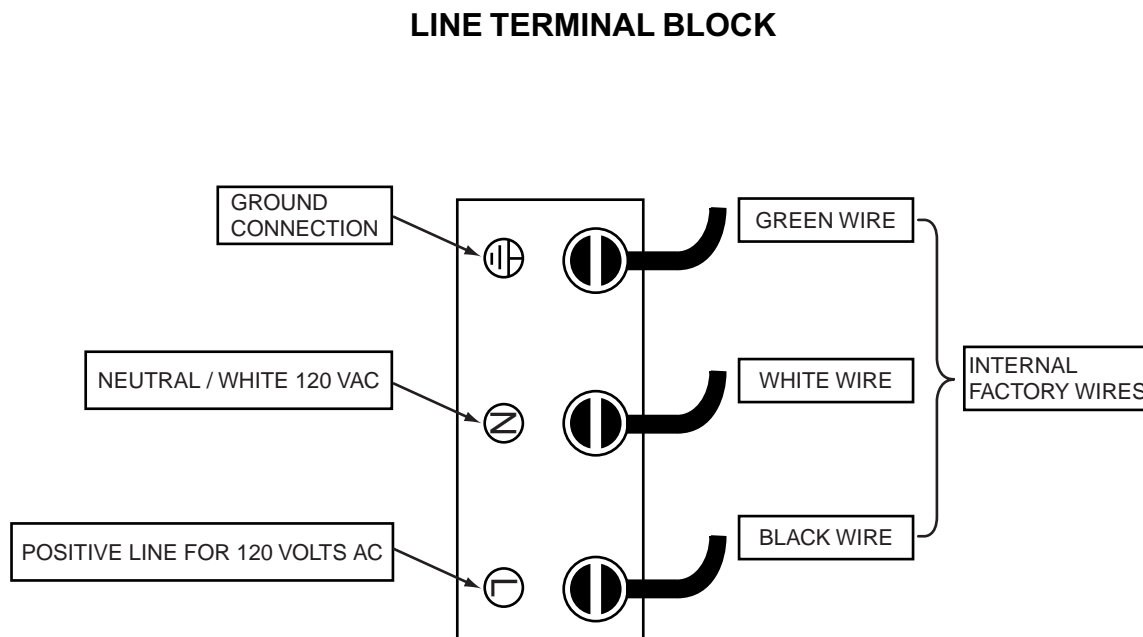 LINE TERMINAL BLOCK
GROUND
CONNECTION
GREEN WIRE
NEUTRAL / WHITE 120 VAC
N
WHITE WIRE
INTERNAL
FACTORY WIRES
POSITIVE LINE FOR 120 VOLTS AC
L
BLACK WIRE